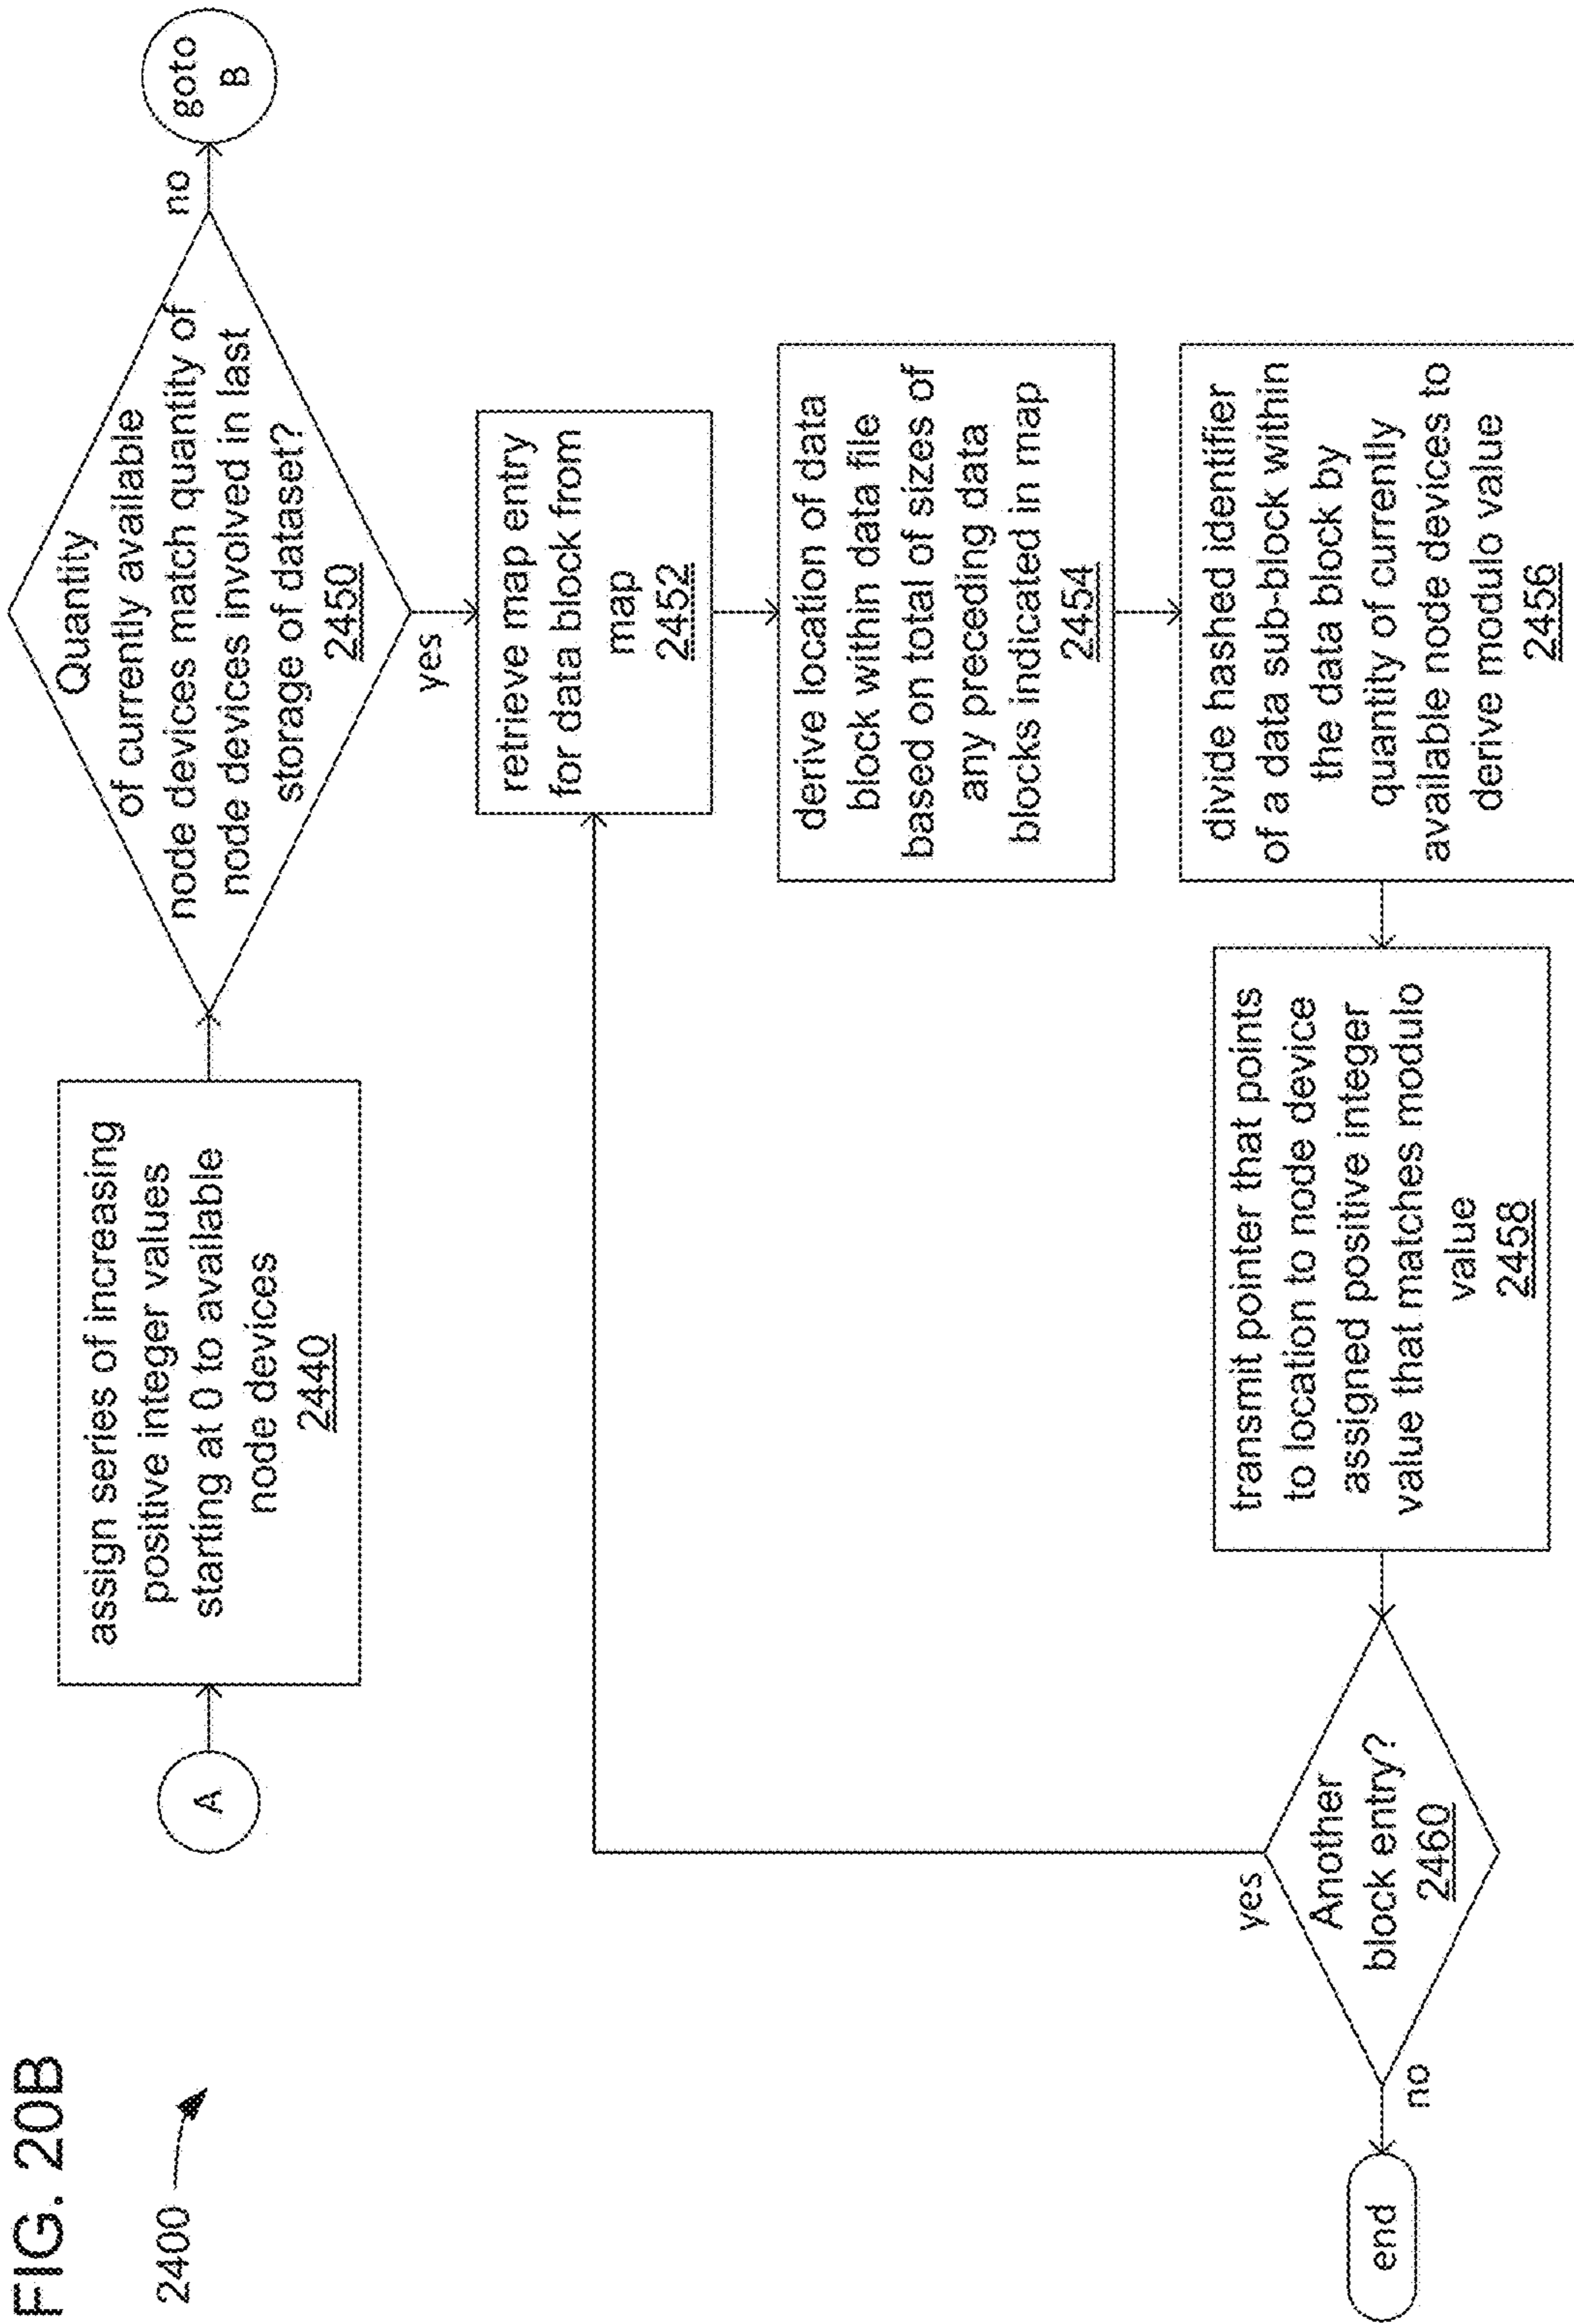 FIG. 20B
2400
A
assign series of increasing
positive integer values
starting at 0 to available
node devices
2440
Quantity
of currently available
node devices match quantity of
node devices involved in last
storage of dataset?
2450
no
goto
B
yes
retrieve map entry
for data block from
map
2452
derive location of data
block within data file
based on total of sizes of
any preceding data
blocks indicated in map
2454
divide hashed identifier
of a data sub-block within
the data block by
quantity of currently
available node devices to
derive modulo value
2456
transmit pointer that points
to location to node device
assigned positive integer
value that matches modulo
value
2458
Another
block entry?
2460
yes
no
end